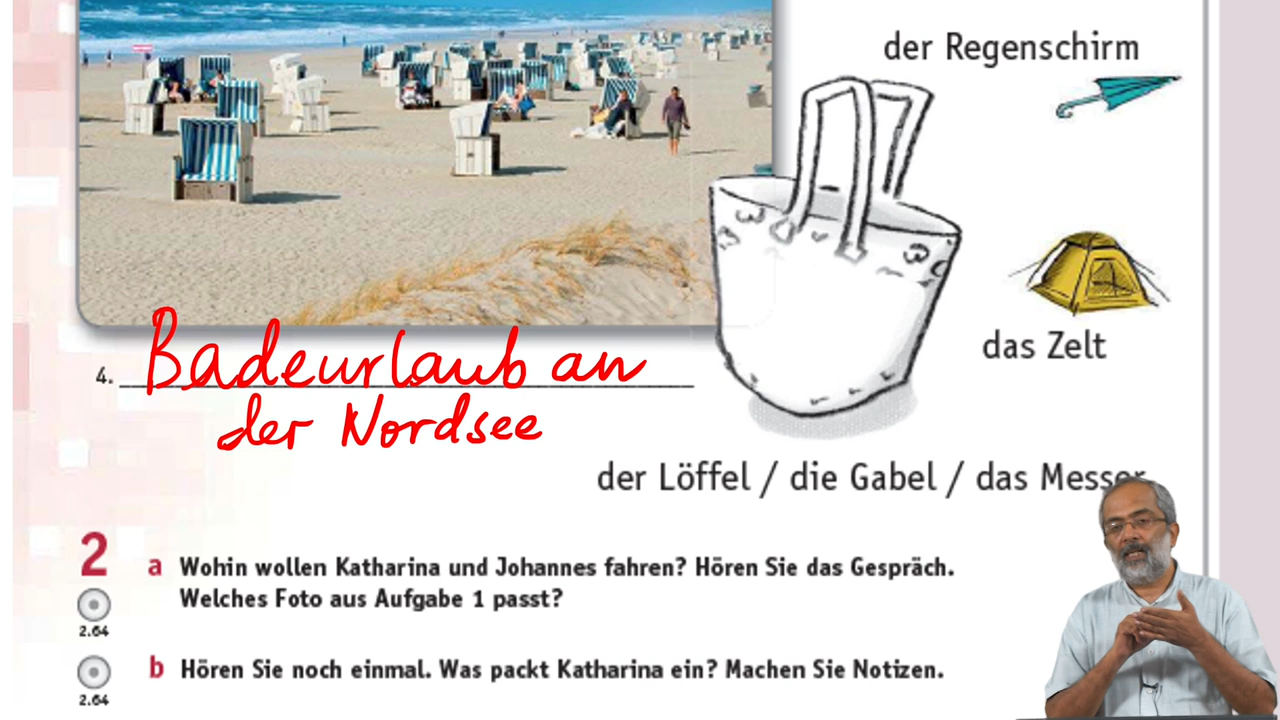 der Regenschirm
das Zelt
4. Badeurlaub an
der Nordsee
der Löffel / die Gabel / das Messer
2
a Wohin wollen Katharina und Johannes fahren? Hören Sie das Gespräch.
Welches Foto aus Aufgabe 1 passt?
2.64
b Hören Sie noch einmal. Was packt Katharina ein? Machen Sie Notizen.
2.64